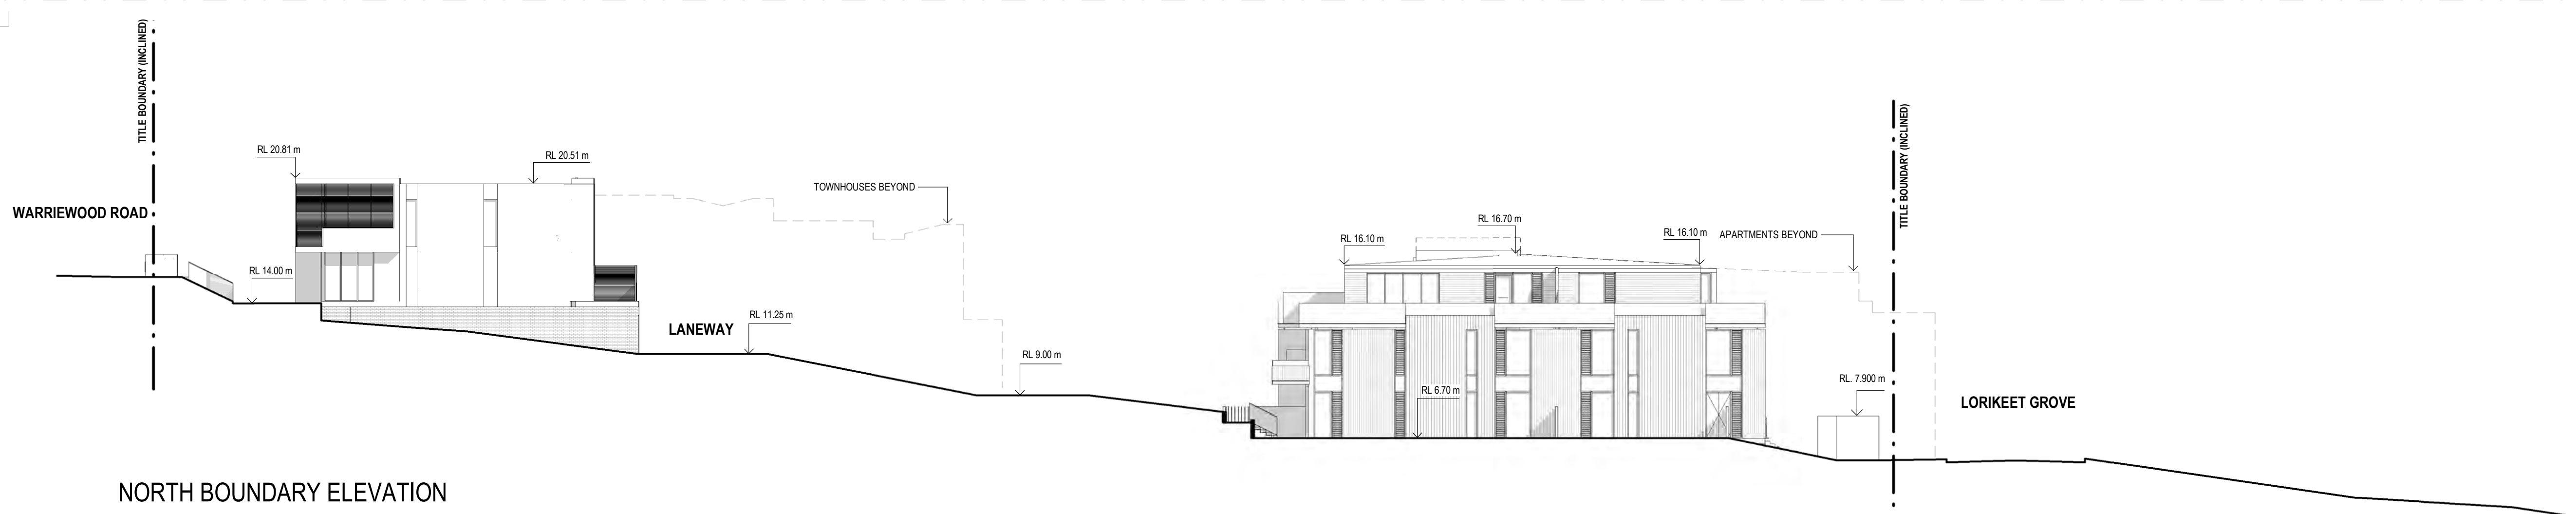 TITLE BOUNDARY (INCLINED)
WARRIEWOOD ROAD
RL 20.81 m
RL 20.51 m
RL 14.00 m
LANEWAY
RL 11.25 m
TOWNHOUSES BEYOND
RL 9.00 m
RL 16.10 m
RL 16.70 m
RL 16.10 m
APARTMENTS BEYOND
RL 6.70 m
RL. 7.900 m
TITLE BOUNDARY (INCLINED)
LORIKEET GROVE
NORTH BOUNDARY ELEVATION